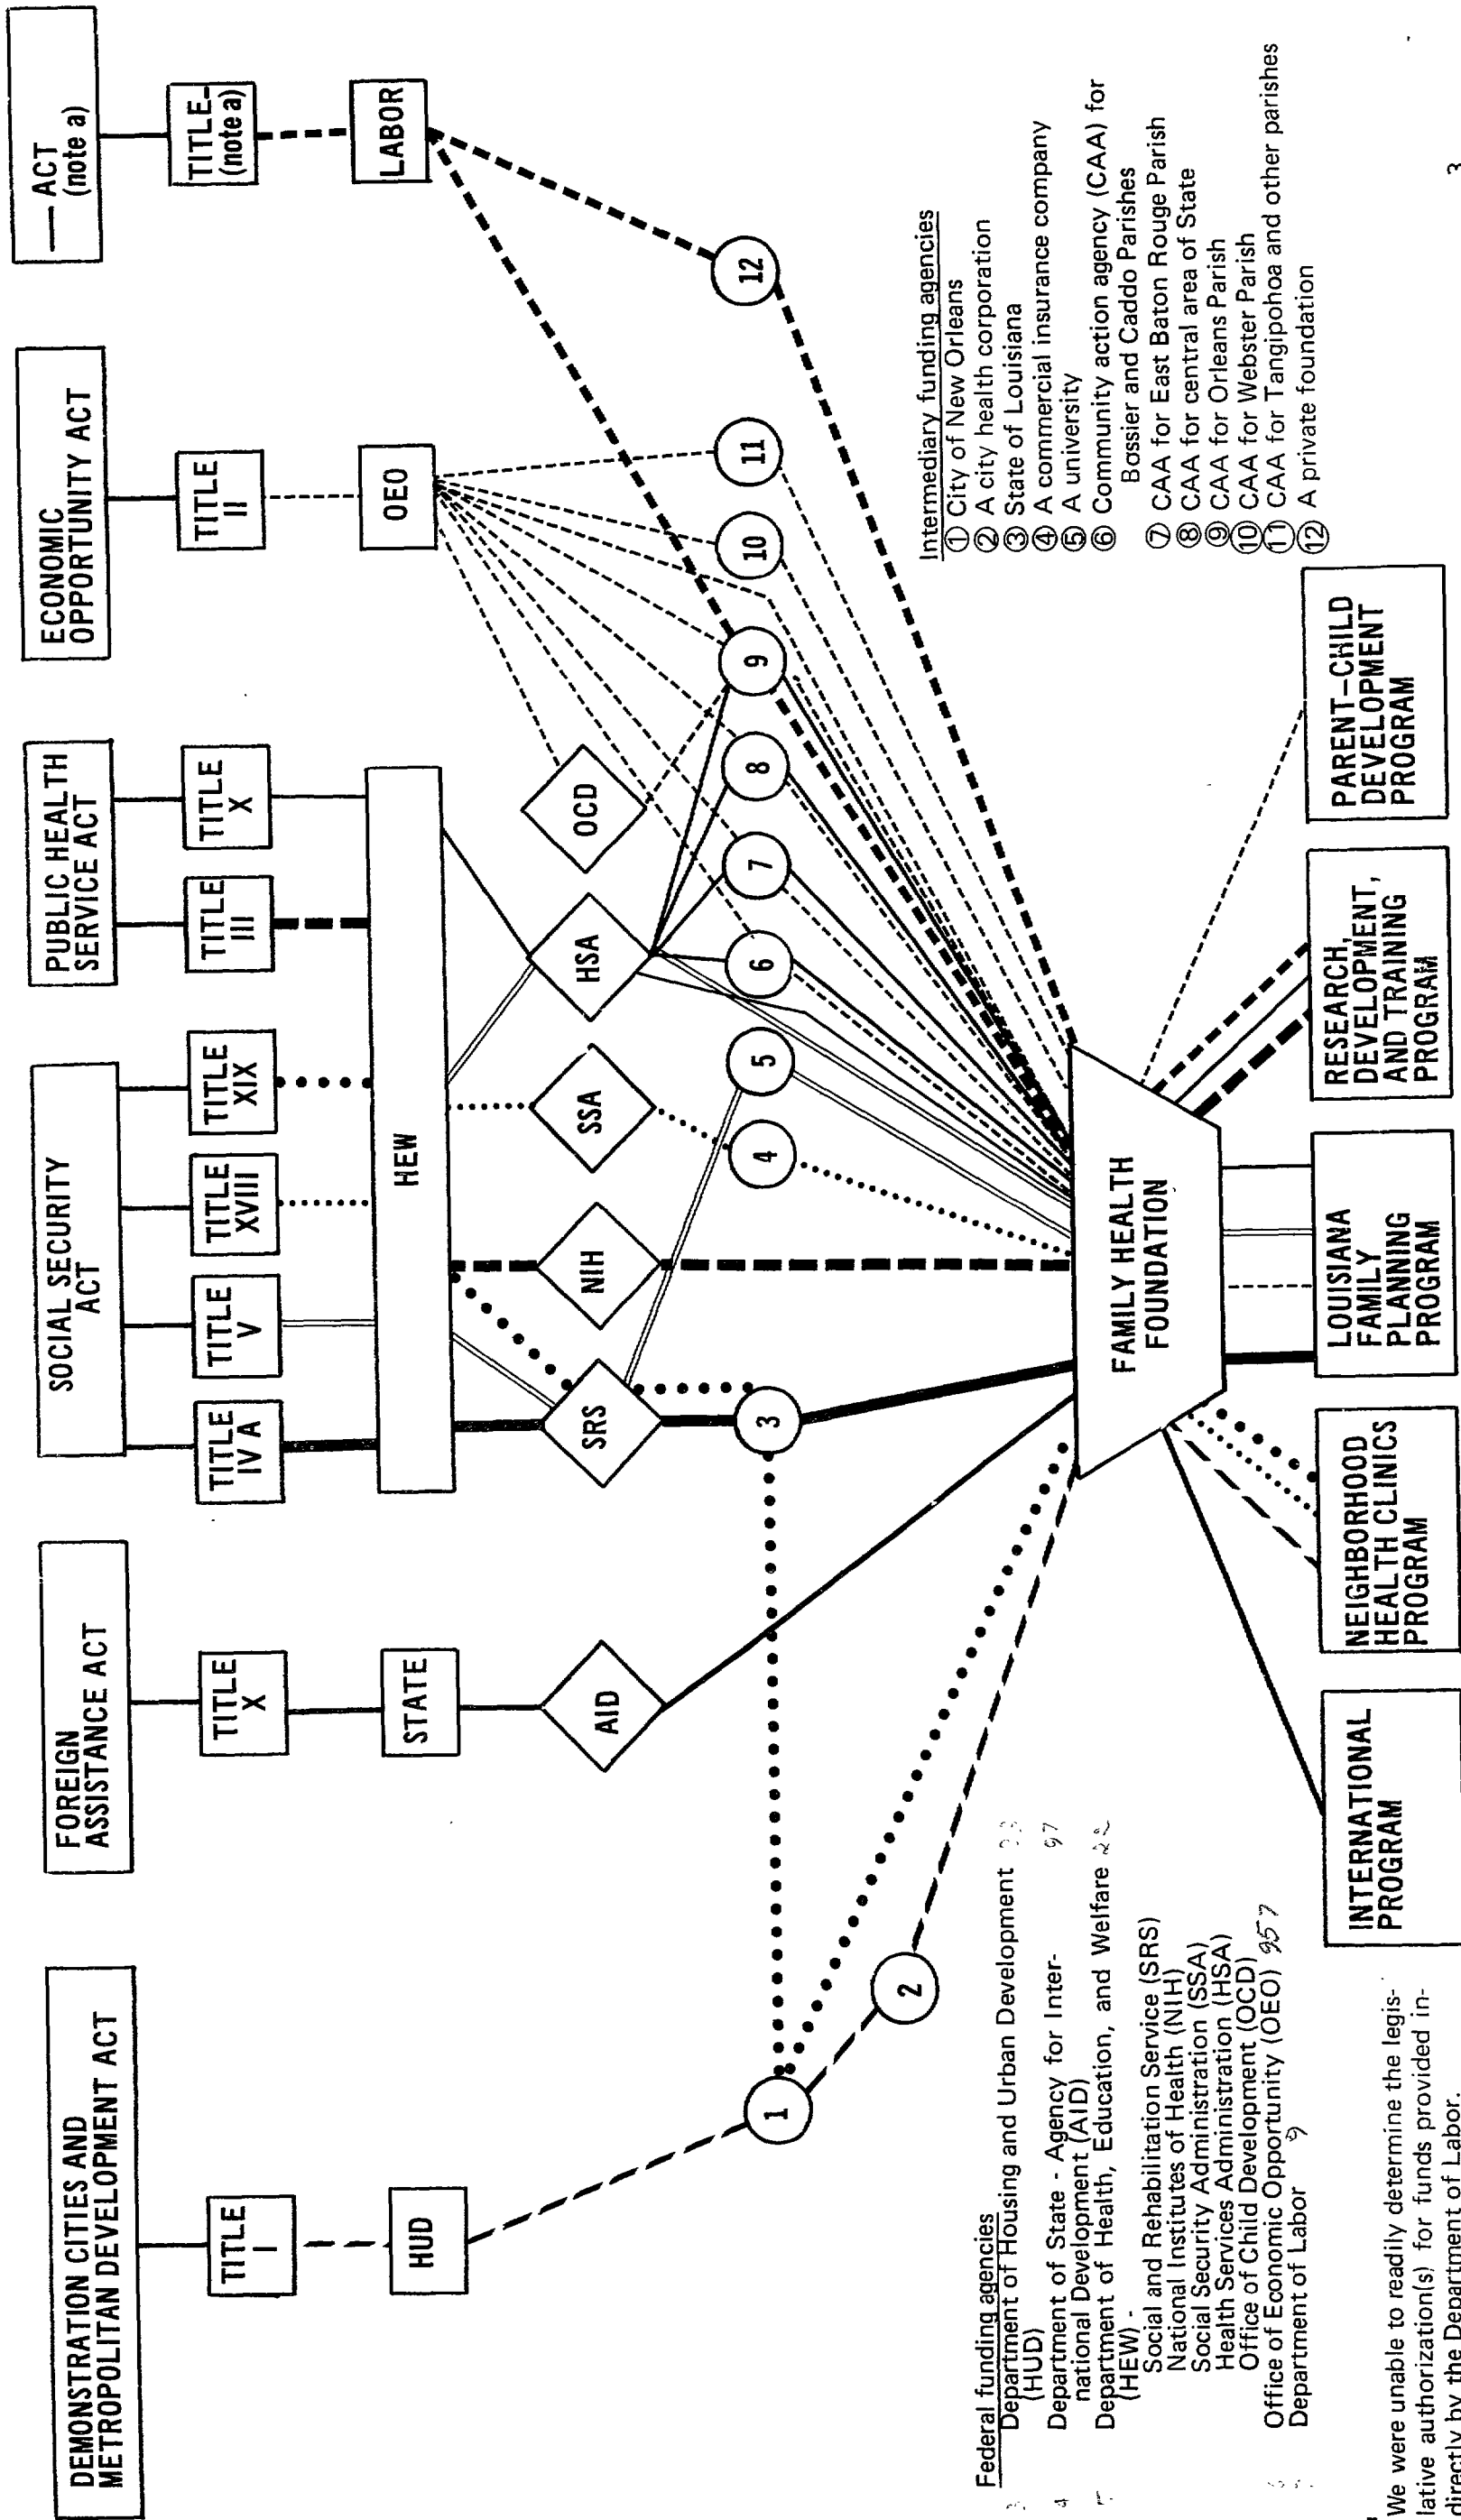 DEMONSTRATION CITIES AND
METROPOLITAN DEVELOPMENT ACT
FOREIGN
ASSISTANCE ACT
SOCIAL SECURITY
ACT
PUBLIC HEALTH
SERVICE ACT
ECONOMIC
OPPORTUNITY ACT
— ACT
(note a)
TITLE
I
TITLE
X
TITLE
IV A
TITLE
V
TITLE
XVIII
TITLE
XIX
TITLE
III
TITLE
X
TITLE
II
TITLE–
(note a)
HUD
STATE
HEW
OEO
LABOR
AID
SRS
NIH
SSA
HSA
OCD
1
2
3
4
5
6
7
8
9
10
11
12
FAMILY HEALTH
FOUNDATION
INTERNATIONAL
PROGRAM
NEIGHBORHOOD
HEALTH CLINICS
PROGRAM
LOUISIANA
FAMILY
PLANNING
PROGRAM
RESEARCH,
DEVELOPMENT,
AND TRAINING
PROGRAM
PARENT–CHILD
DEVELOPMENT
PROGRAM
Federal funding agencies
Department of Housing and Urban Development
(HUD)
Department of State - Agency for Inter-
national Development (AID)
Department of Health, Education, and Welfare
(HEW) -
Social and Rehabilitation Service (SRS)
National Institutes of Health (NIH)
Social Security Administration (SSA)
Health Services Administration (HSA)
Office of Child Development (OCD)
Office of Economic Opportunity (OEO)
Department of Labor
Intermediary funding agencies
① City of New Orleans
② A city health corporation
③ State of Louisiana
④ A commercial insurance company
⑤ A university
⑥ Community action agency (CAA) for
Bossier and Caddo Parishes
⑦ CAA for East Baton Rouge Parish
⑧ CAA for central area of State
⑨ CAA for Orleans Parish
⑩ CAA for Webster Parish
⑪ CAA for Tangipohoa and other parishes
⑫ A private foundation
We were unable to readily determine the legis-
lative authorization(s) for funds provided in-
directly by the Department of Labor.
3